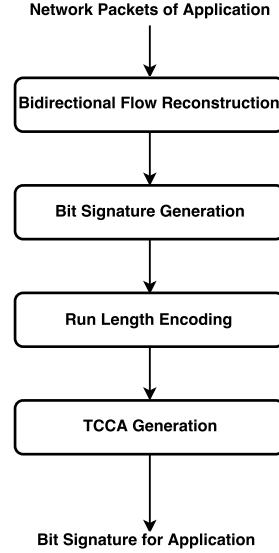 Network Packets of Application
Bidirectional Flow Reconstruction
Bit Signature Generation
Run Length Encoding
TCCA Generation
Bit Signature for Application